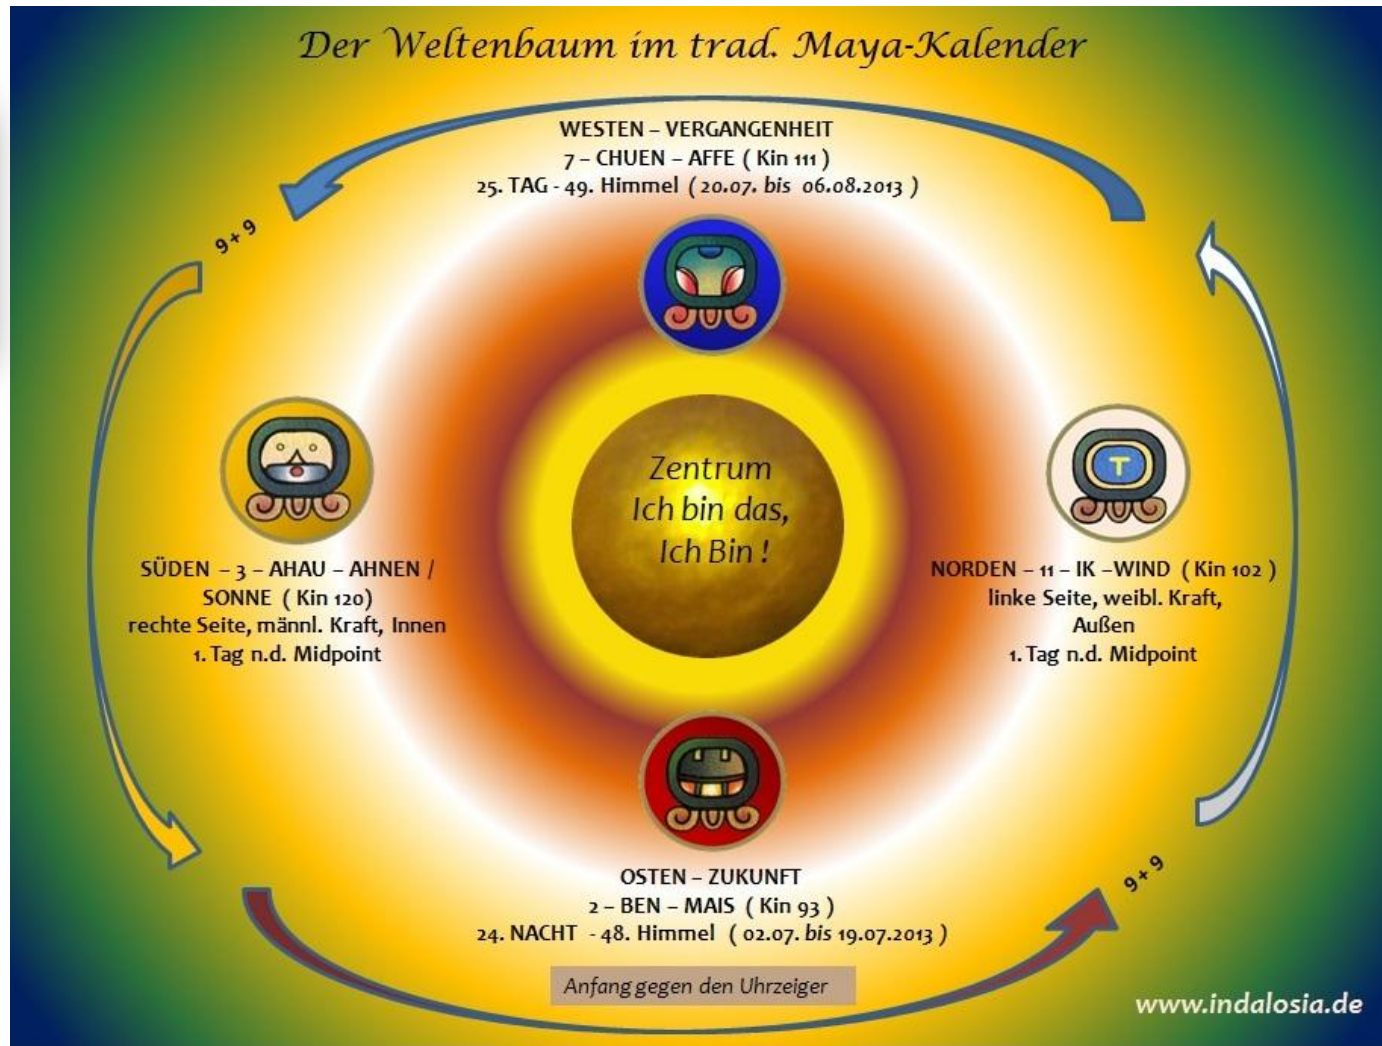 Der Weltenbaum im trad. Maya-Kalender
WESTEN – VERGANGENHEIT
7 – CHUEN – AFFE ( Kin 111 )
25. TAG - 49. Himmel ( 20.07. bis 06.08.2013 )
9 + 9
Zentrum
Ich bin das,
Ich Bin !
T
SÜDEN – 3 – AHAU – AHNEN /
SONNE ( Kin 120)
rechte Seite, männl. Kraft, Innen
1. Tag n.d. Midpoint
NORDEN – 11 – IK –WIND ( Kin 102 )
linke Seite, weibl. Kraft,
Außen
1. Tag n.d. Midpoint
OSTEN – ZUKUNFT
2 – BEN – MAIS ( Kin 93 )
24. NACHT - 48. Himmel ( 02.07. bis 19.07.2013 )
9 + 9
Anfang gegen den Uhrzeiger
www.indalosia.de